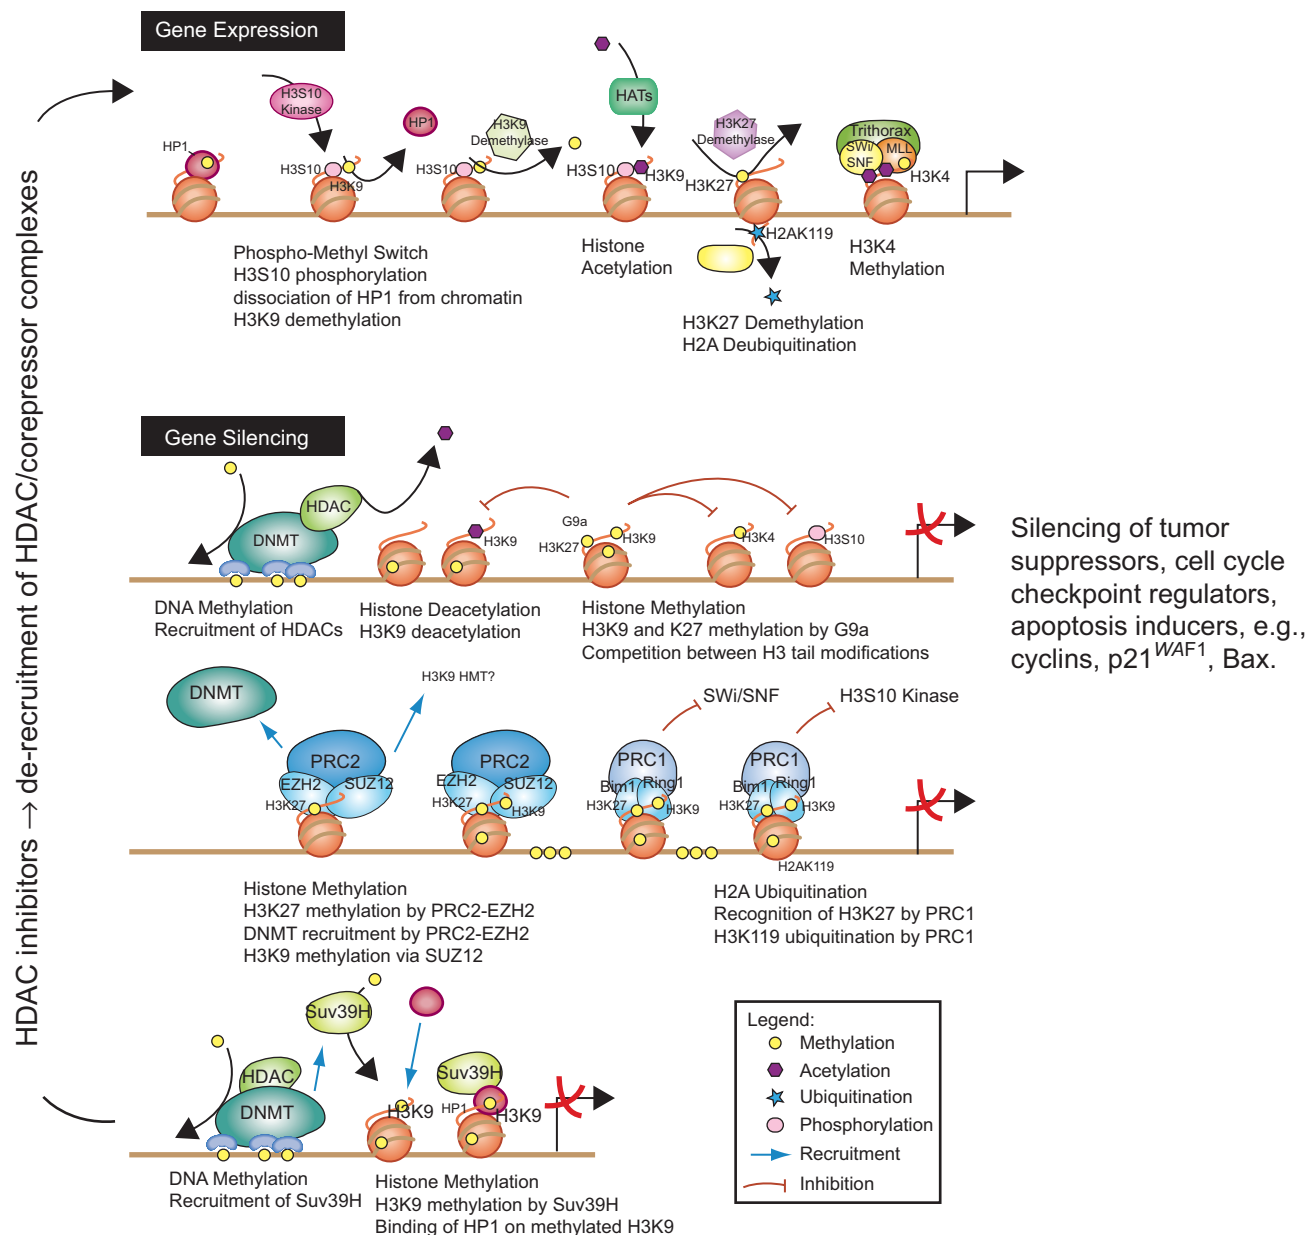 HDAC inhibitors → de-recruitment of HDAC/corepressor complexes
Gene Expression
HP1
H3S10
Kinase
H3S10
H3K9
HP1
H3K9
Demethylase
H3S10
HATs
H3S10
H3K9
H3K27
Demethylase
H3K27
H2AK119
Trithorax
SWi/
SNF
MLL
H3K4
Phospho-Methyl Switch
H3S10 phosphorylation
dissociation of HP1 from chromatin
H3K9 demethylation
Histone
Acetylation
H3K27 Demethylation
H2A Deubiquitination
H3K4
Methylation
Gene Silencing
HDAC
DNMT
H3K9
G9a
H3K27
H3K9
H3K4
H3S10
DNA Methylation
Recruitment of HDACs
Histone Deacetylation
H3K9 deacetylation
Histone Methylation
H3K9 and K27 methylation by G9a
Competition between H3 tail modifications
Silencing of tumor
suppressors, cell cycle
checkpoint regulators,
apoptosis inducers, e.g.,
cyclins, p21WAF1, Bax.
DNMT
H3K9 HMT?
PRC2
EZH2
SUZ12
H3K27
PRC2
EZH2
SUZ12
H3K27
H3K9
SWi/SNF
PRC1
Bim1
Ring1
H3K27
H3K9
H3S10 Kinase
PRC1
Bim1
Ring1
H3K27
H3K9
H2AK119
Histone Methylation
H3K27 methylation by PRC2-EZH2
DNMT recruitment by PRC2-EZH2
H3K9 methylation via SUZ12
H2A Ubiquitination
Recognition of H3K27 by PRC1
H3K119 ubiquitination by PRC1
HDAC
DNMT
Suv39H
H3K9
Suv39H
HP1
H3K9
DNA Methylation
Recruitment of Suv39H
Histone Methylation
H3K9 methylation by Suv39H
Binding of HP1 on methylated H3K9
Legend:
Methylation
Acetylation
Ubiquitination
Phosphorylation
Recruitment
Inhibition